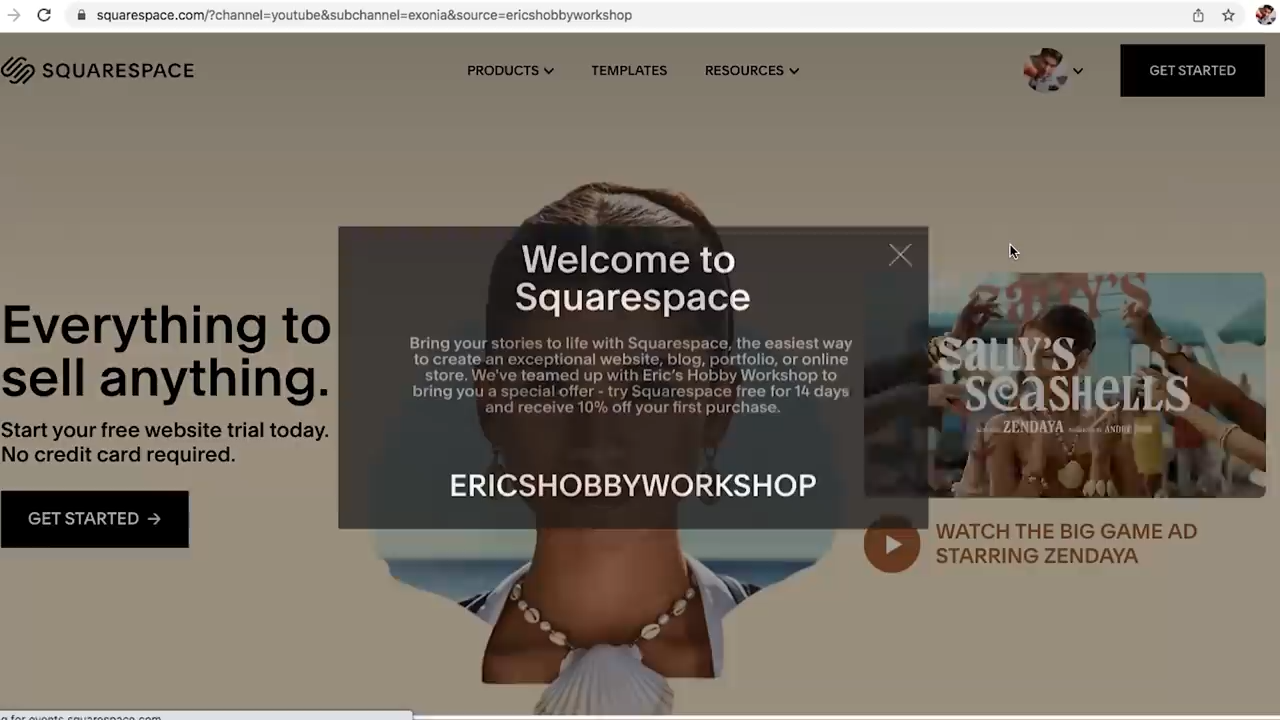 squarespace.com/?channel=youtube&subchannel=exonia&source=ericshobbyworkshop
SQUARESPACE
PRODUCTS
TEMPLATES
RESOURCES
GET STARTED
Everything to
sell anything.
Start your free website trial today.
No credit card required.
GET STARTED →
Welcome to
Squarespace
Bring your stories to life with Squarespace, the easiest way
to create an exceptional website, blog, portfolio, or online
store. We've teamed up with Eric's Hobby Workshop to
bring you a special offer - try Squarespace free for 14 days
and receive 10% off your first purchase.
ERICSHOBBYWORKSHOP
SALLY'S
SEASHELLS
ZENDAYA
WATCH THE BIG GAME AD
STARRING ZENDAYA
g for events.squarespace.com